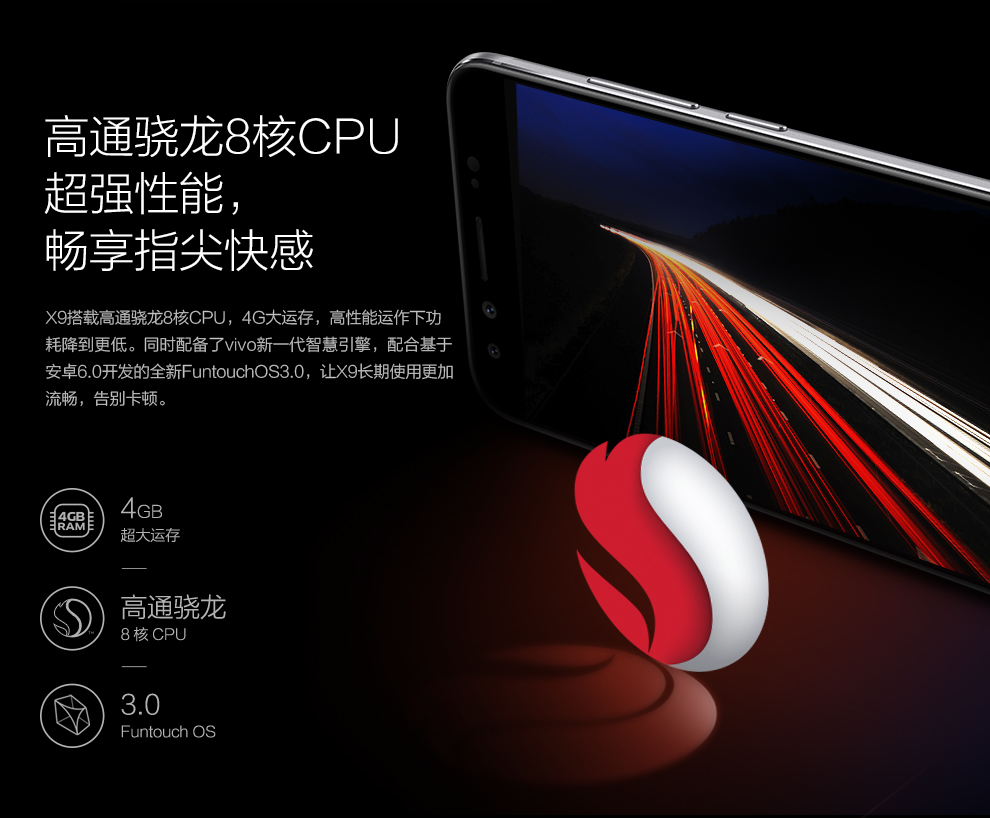 高通骁龙8核CPU
超强性能，
畅享指尖快感
X9搭载高通骁龙8核CPU，4G大运存，高性能运作下功
耗降到更低。同时配备了vivo新一代智慧引擎，配合基于
安卓6.0开发的全新FuntouchOS3.0，让X9长期使用更加
流畅，告别卡顿。
4GB
RAM
4GB
超大运存
高通骁龙
8 核 CPU
3.0
Funtouch OS